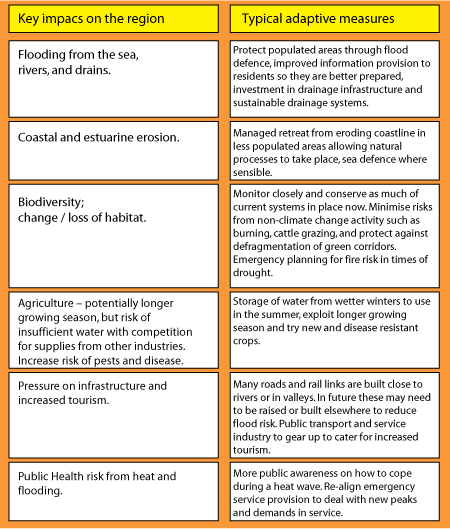 Key impacs on the region
Typical adaptive measures
Flooding from the sea,
rivers, and drains.
Protect populated areas through flood
defence, improved information provision to
residents so they are better prepared,
investment in drainage infrastructure and
sustainable drainage systems.
Coastal and estuarine erosion.
Managed retreat from eroding coastline in
less populated areas allowing natural
processes to take place, sea defence where
sensible.
Biodiversity;
change / loss of habitat.
Monitor closely and conserve as much of
current systems in place now. Minimise risks
from non-climate change activity such as
burning, cattle grazing, and protect against
defragmentation of green corridors.
Emergency planning for fire risk in times of
drought.
Agriculture – potentially longer
growing season, but risk of
insufficient water with competition
for supplies from other industries.
Increase risk of pests and disease.
Storage of water from wetter winters to use
in the summer, exploit longer growing
season and try new and disease resistant
crops.
Pressure on infrastructure and
increased tourism.
Many roads and rail links are built close to
rivers or in valleys. In future these may need
to be raised or built elsewhere to reduce
flood risk. Public transport and service
industry to gear up to cater for increased
tourism.
Public Health risk from heat and
flooding.
More public awareness on how to cope
during a heat wave. Re-align emergency
service provision to deal with new peaks
and demands in service.